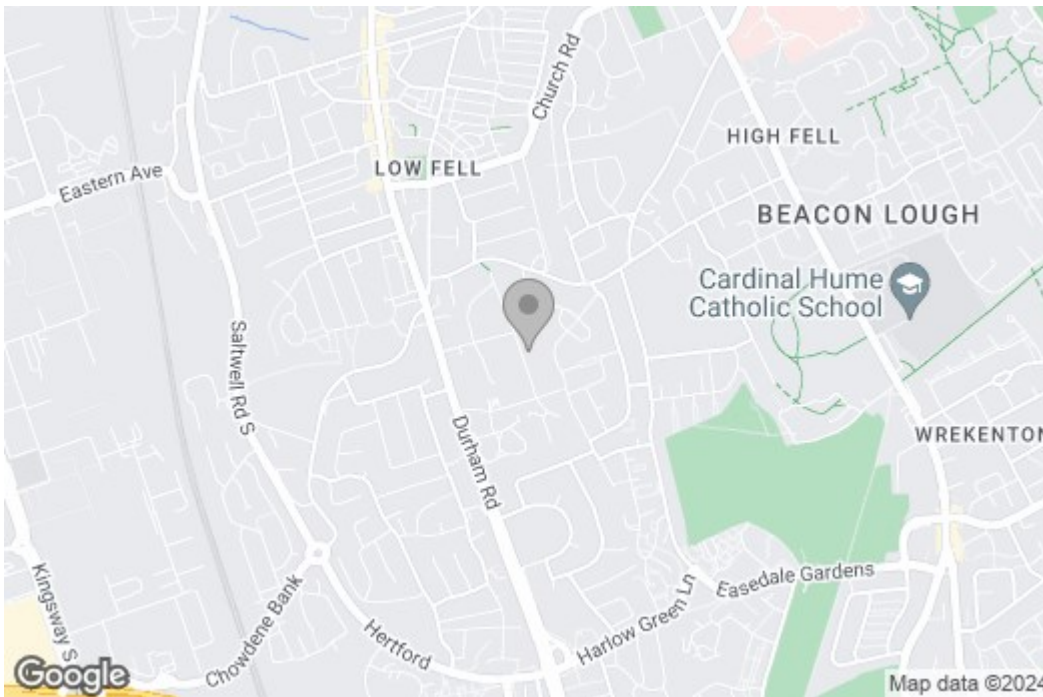 Church Rd
HIGH FELL
LOW FELL
Eastern Ave
BEACON LOUGH
Cardinal Hume
Catholic School
Saltwell Rd S
Durham Rd
WREKENTON
Kingsway S
Chowdene Bank
Hertford
Harlow Green Ln
Easedale Gardens
Google
Map data ©2024